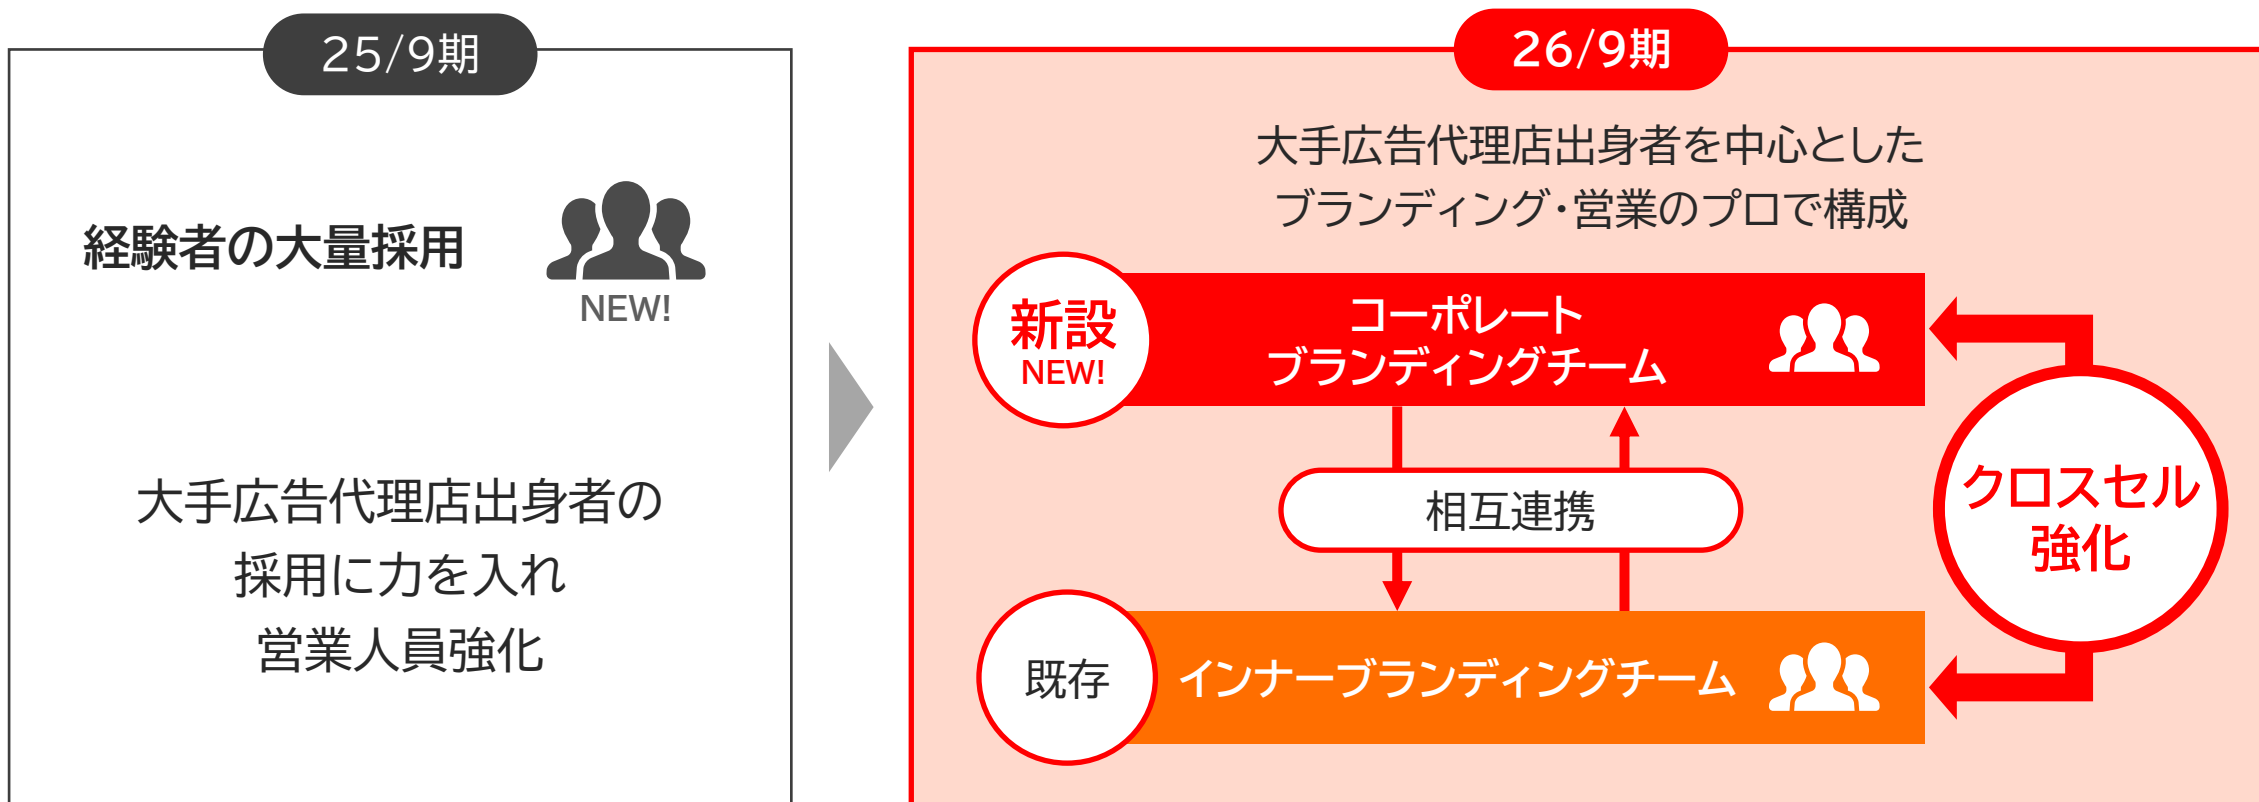 25/9期
経験者の大量採用
NEW!
大手広告代理店出身者の
採用に力を入れ
営業人員強化
26/9期
大手広告代理店出身者を中心とした
ブランディング・営業のプロで構成
新設
NEW!
コーポレート
ブランディングチーム
相互連携
クロスセル
強化
既存
インナーブランディングチーム